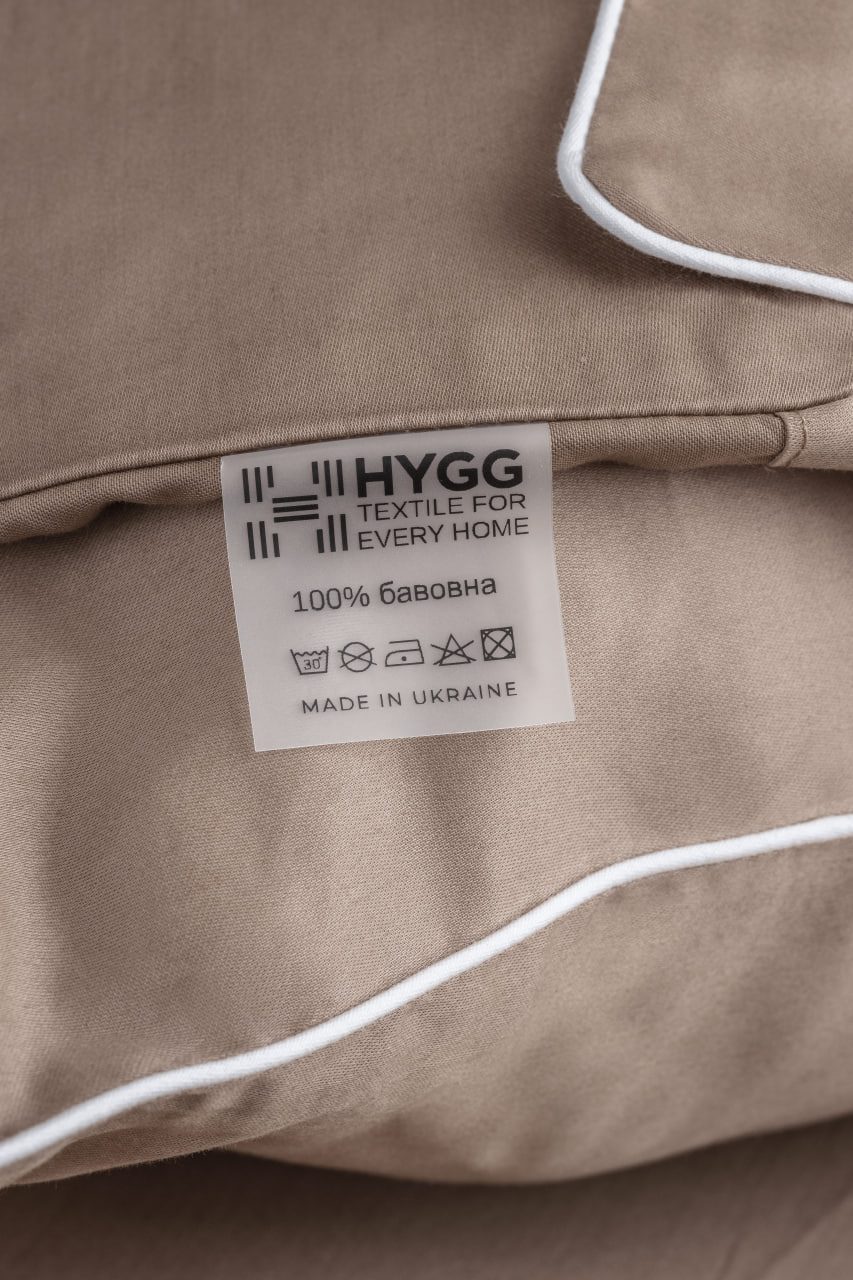 HYGG
TEXTILE FOR
EVERY HOME
100% бавовна
30
MADE IN UKRAINE